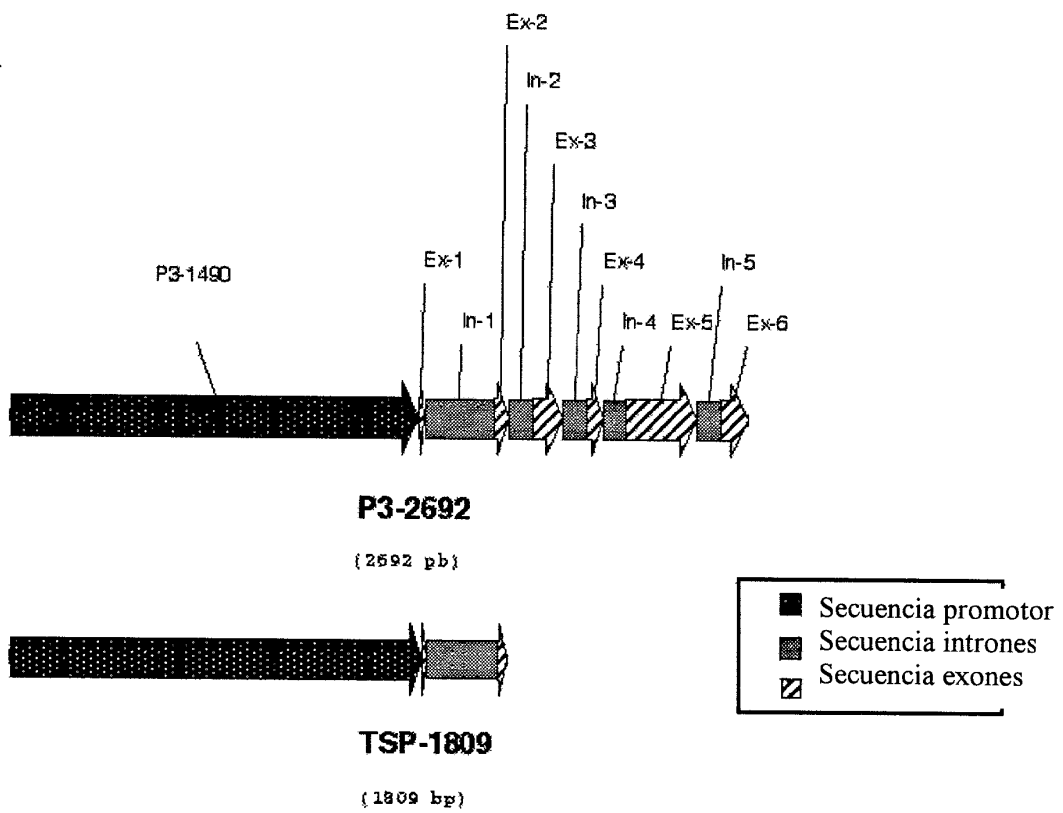 Ex-2
In-2
Ex-3
In-3
Ex-1
Ex-4
In-5
P3-1490
In-1
In-4
Ex-5
Ex-6
P3-2692
(2692 pb)
Secuencia promotor
Secuencia intrones
Secuencia exones
TSP-1809
(1809 bp)